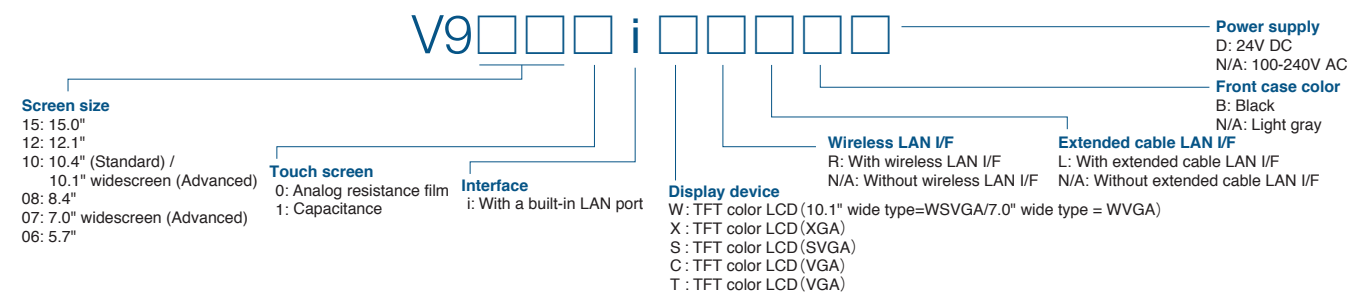 V9□□□i□□□□□
Power supply
D: 24V DC
N/A: 100-240V AC
Front case color
B: Black
N/A: Light gray
Screen size
15: 15.0"
12: 12.1"
10: 10.4" (Standard) /
10.1" widescreen (Advanced)
08: 8.4"
07: 7.0" widescreen (Advanced)
06: 5.7"
Touch screen
0: Analog resistance film
1: Capacitance
Interface
i: With a built-in LAN port
Display device
W: TFT color LCD(10.1" wide type=WSVGA/7.0" wide type = WVGA)
X : TFT color LCD(XGA)
S : TFT color LCD(SVGA)
C : TFT color LCD(VGA)
T : TFT color LCD(VGA)
Wireless LAN I/F
R: With wireless LAN I/F
N/A: Without wireless LAN I/F
Extended cable LAN I/F
L: With extended cable LAN I/F
N/A: Without extended cable LAN I/F